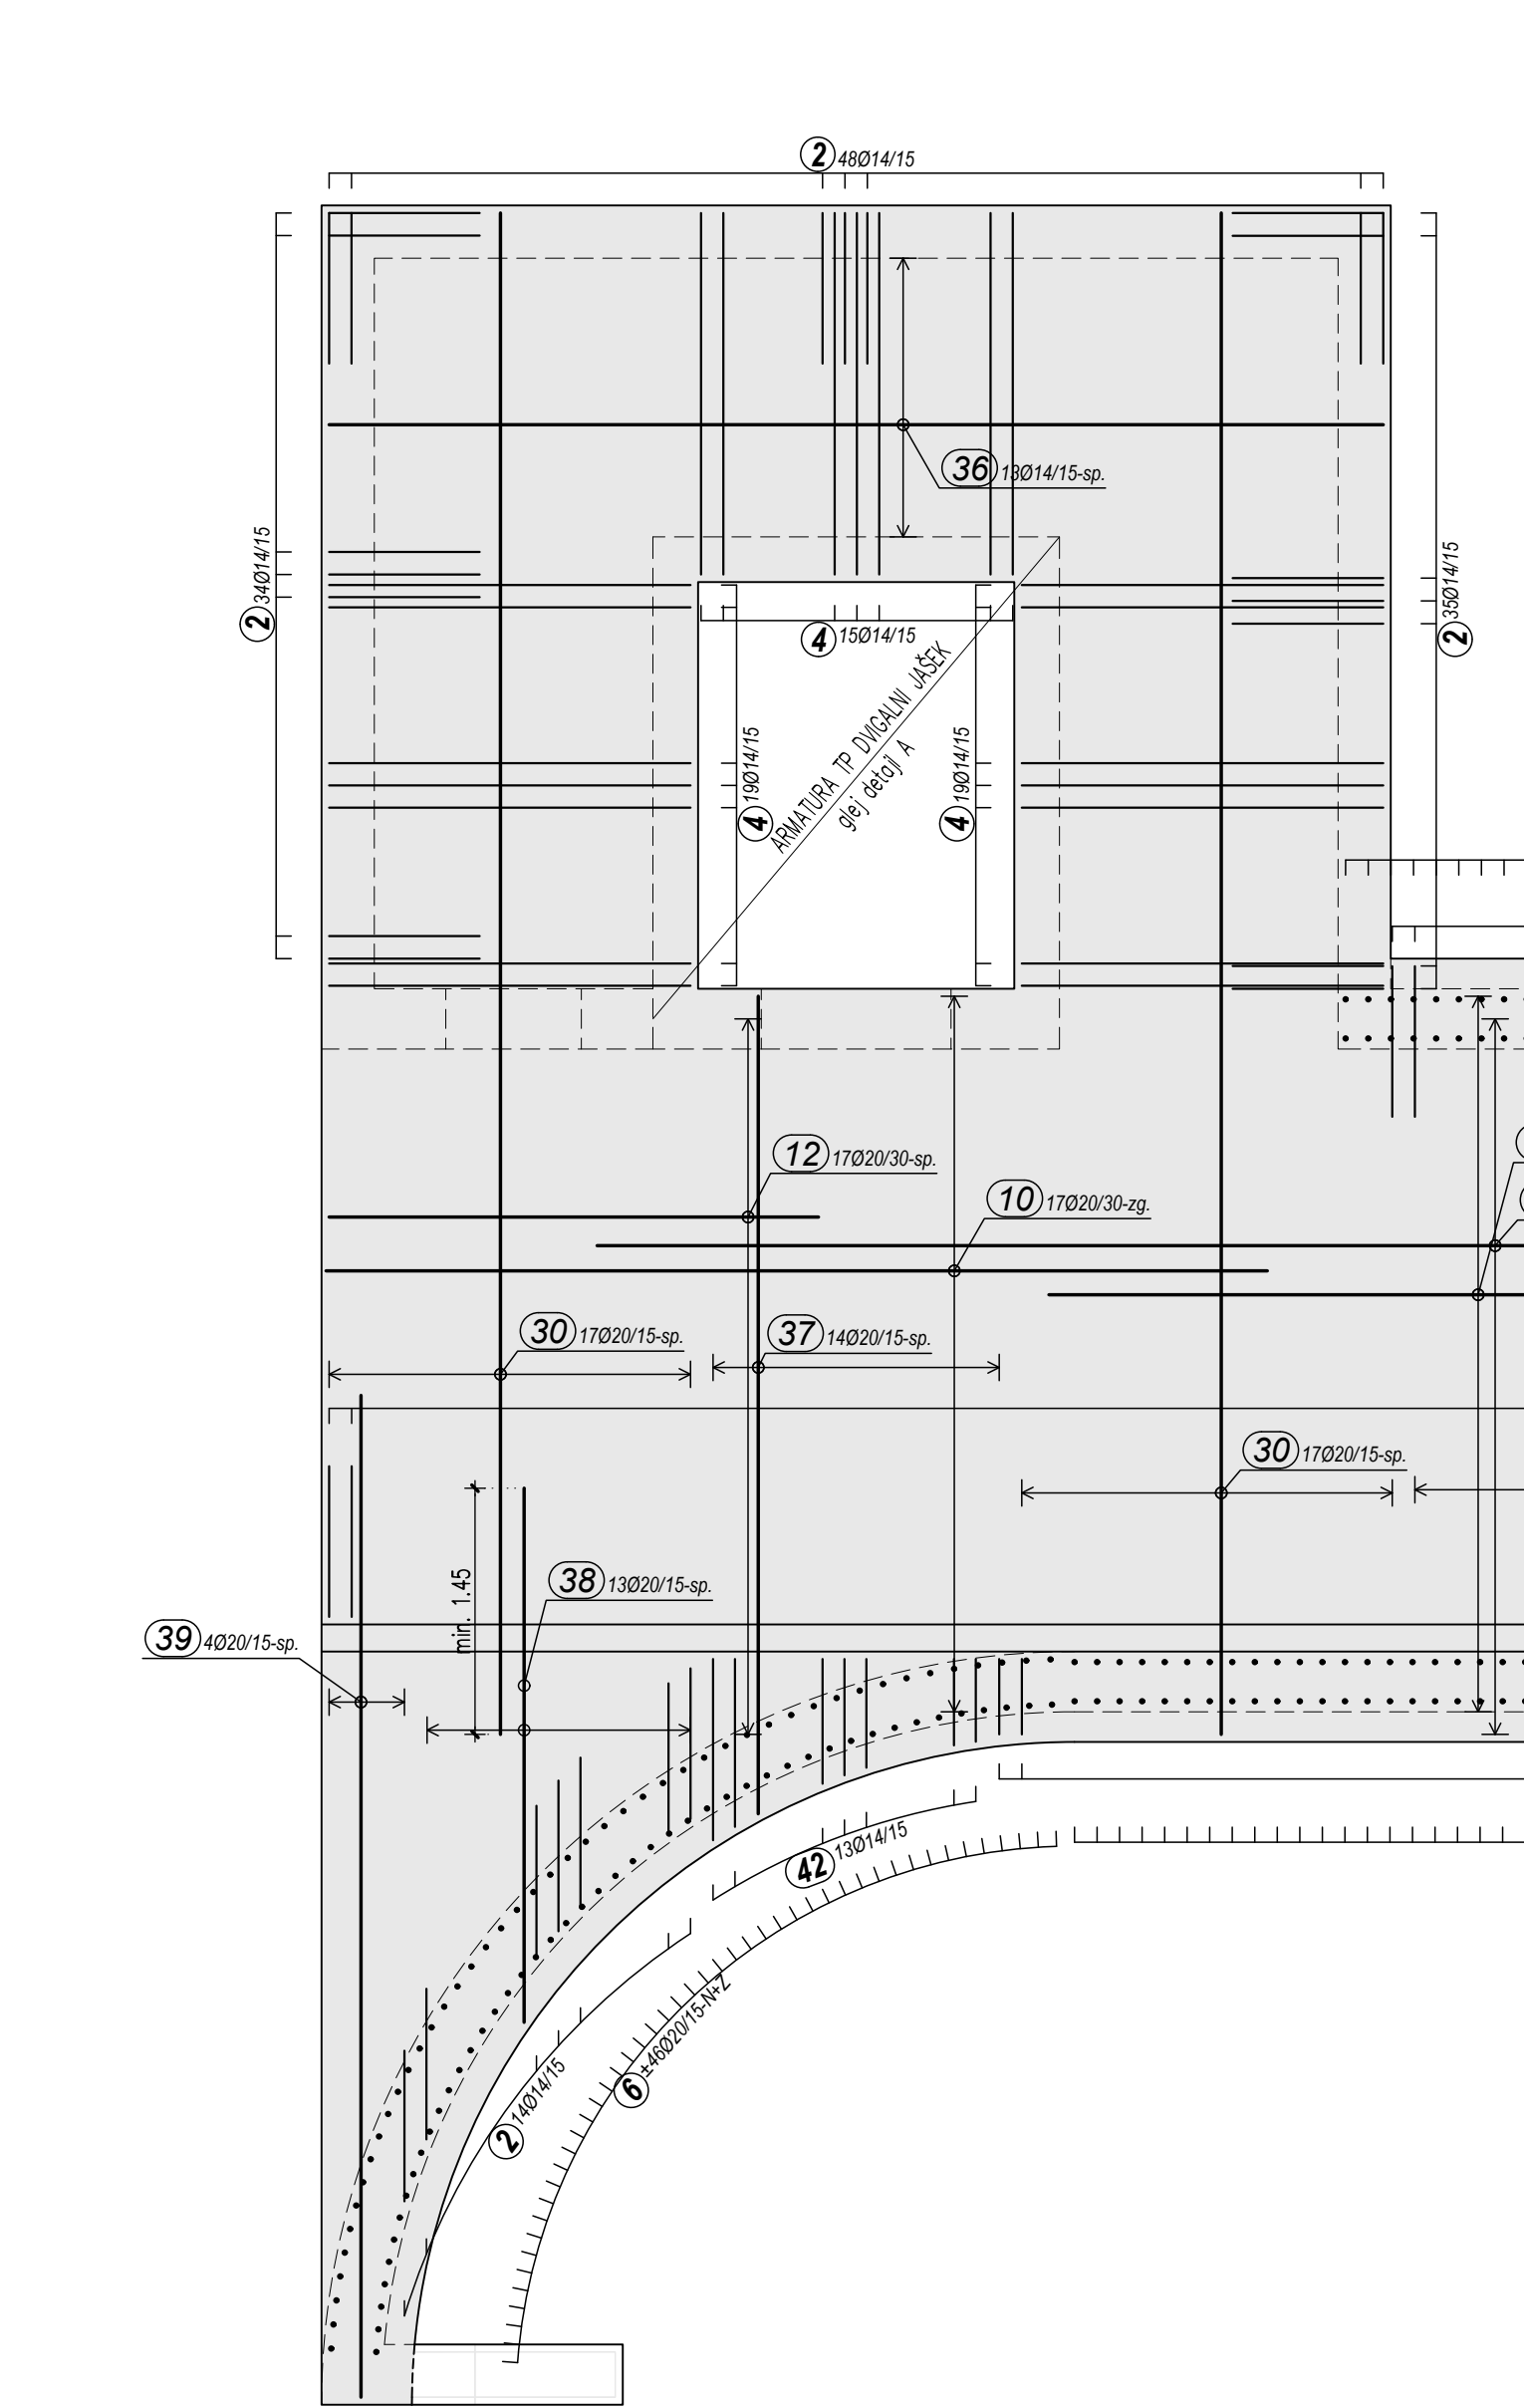 2 48Ø14/15
36 13Ø14/15-sp.
2 34Ø14/15
2 35Ø14/15
4 15Ø14/15
4 19Ø14/15
4 19Ø14/15
ARMATURA TP DVIGALNI JAŠEK
glej detajl A
12 17Ø20/30-sp.
10 17Ø20/30-zg.
30 17Ø20/15-sp.
37 14Ø20/15-sp.
30 17Ø20/15-sp.
min. 1.45
38 13Ø20/15-sp.
39 4Ø20/15-sp.
42 13Ø14/15
6 ±46Ø20/15-N+Z
2 14Ø14/15